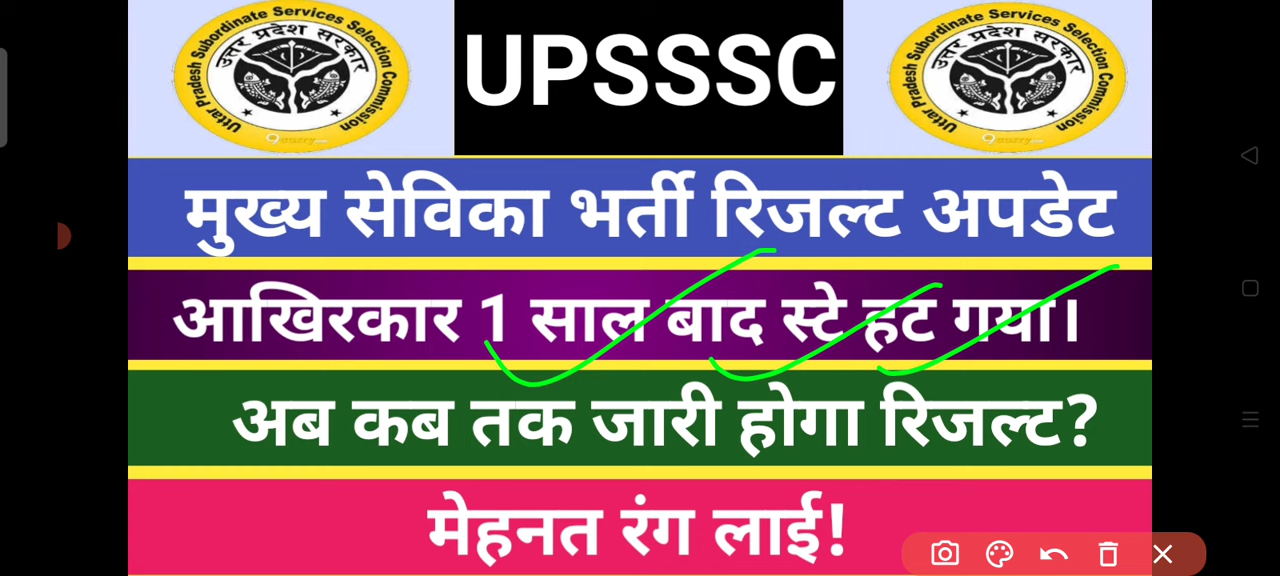 Uttar Pradesh Subordinate Services Selection Commission
उत्तर प्रदेश सरकार
UPSSSC
Uttar Pradesh Subordinate Services Selection Commission
उत्तर प्रदेश सरकार
मुख्य सेविका भर्ती रिजल्ट अपडेट
आखिरकार 1 साल बाद स्टे हट गया।
अब कब तक जारी होगा रिजल्ट?
मेहनत रंग लाई!